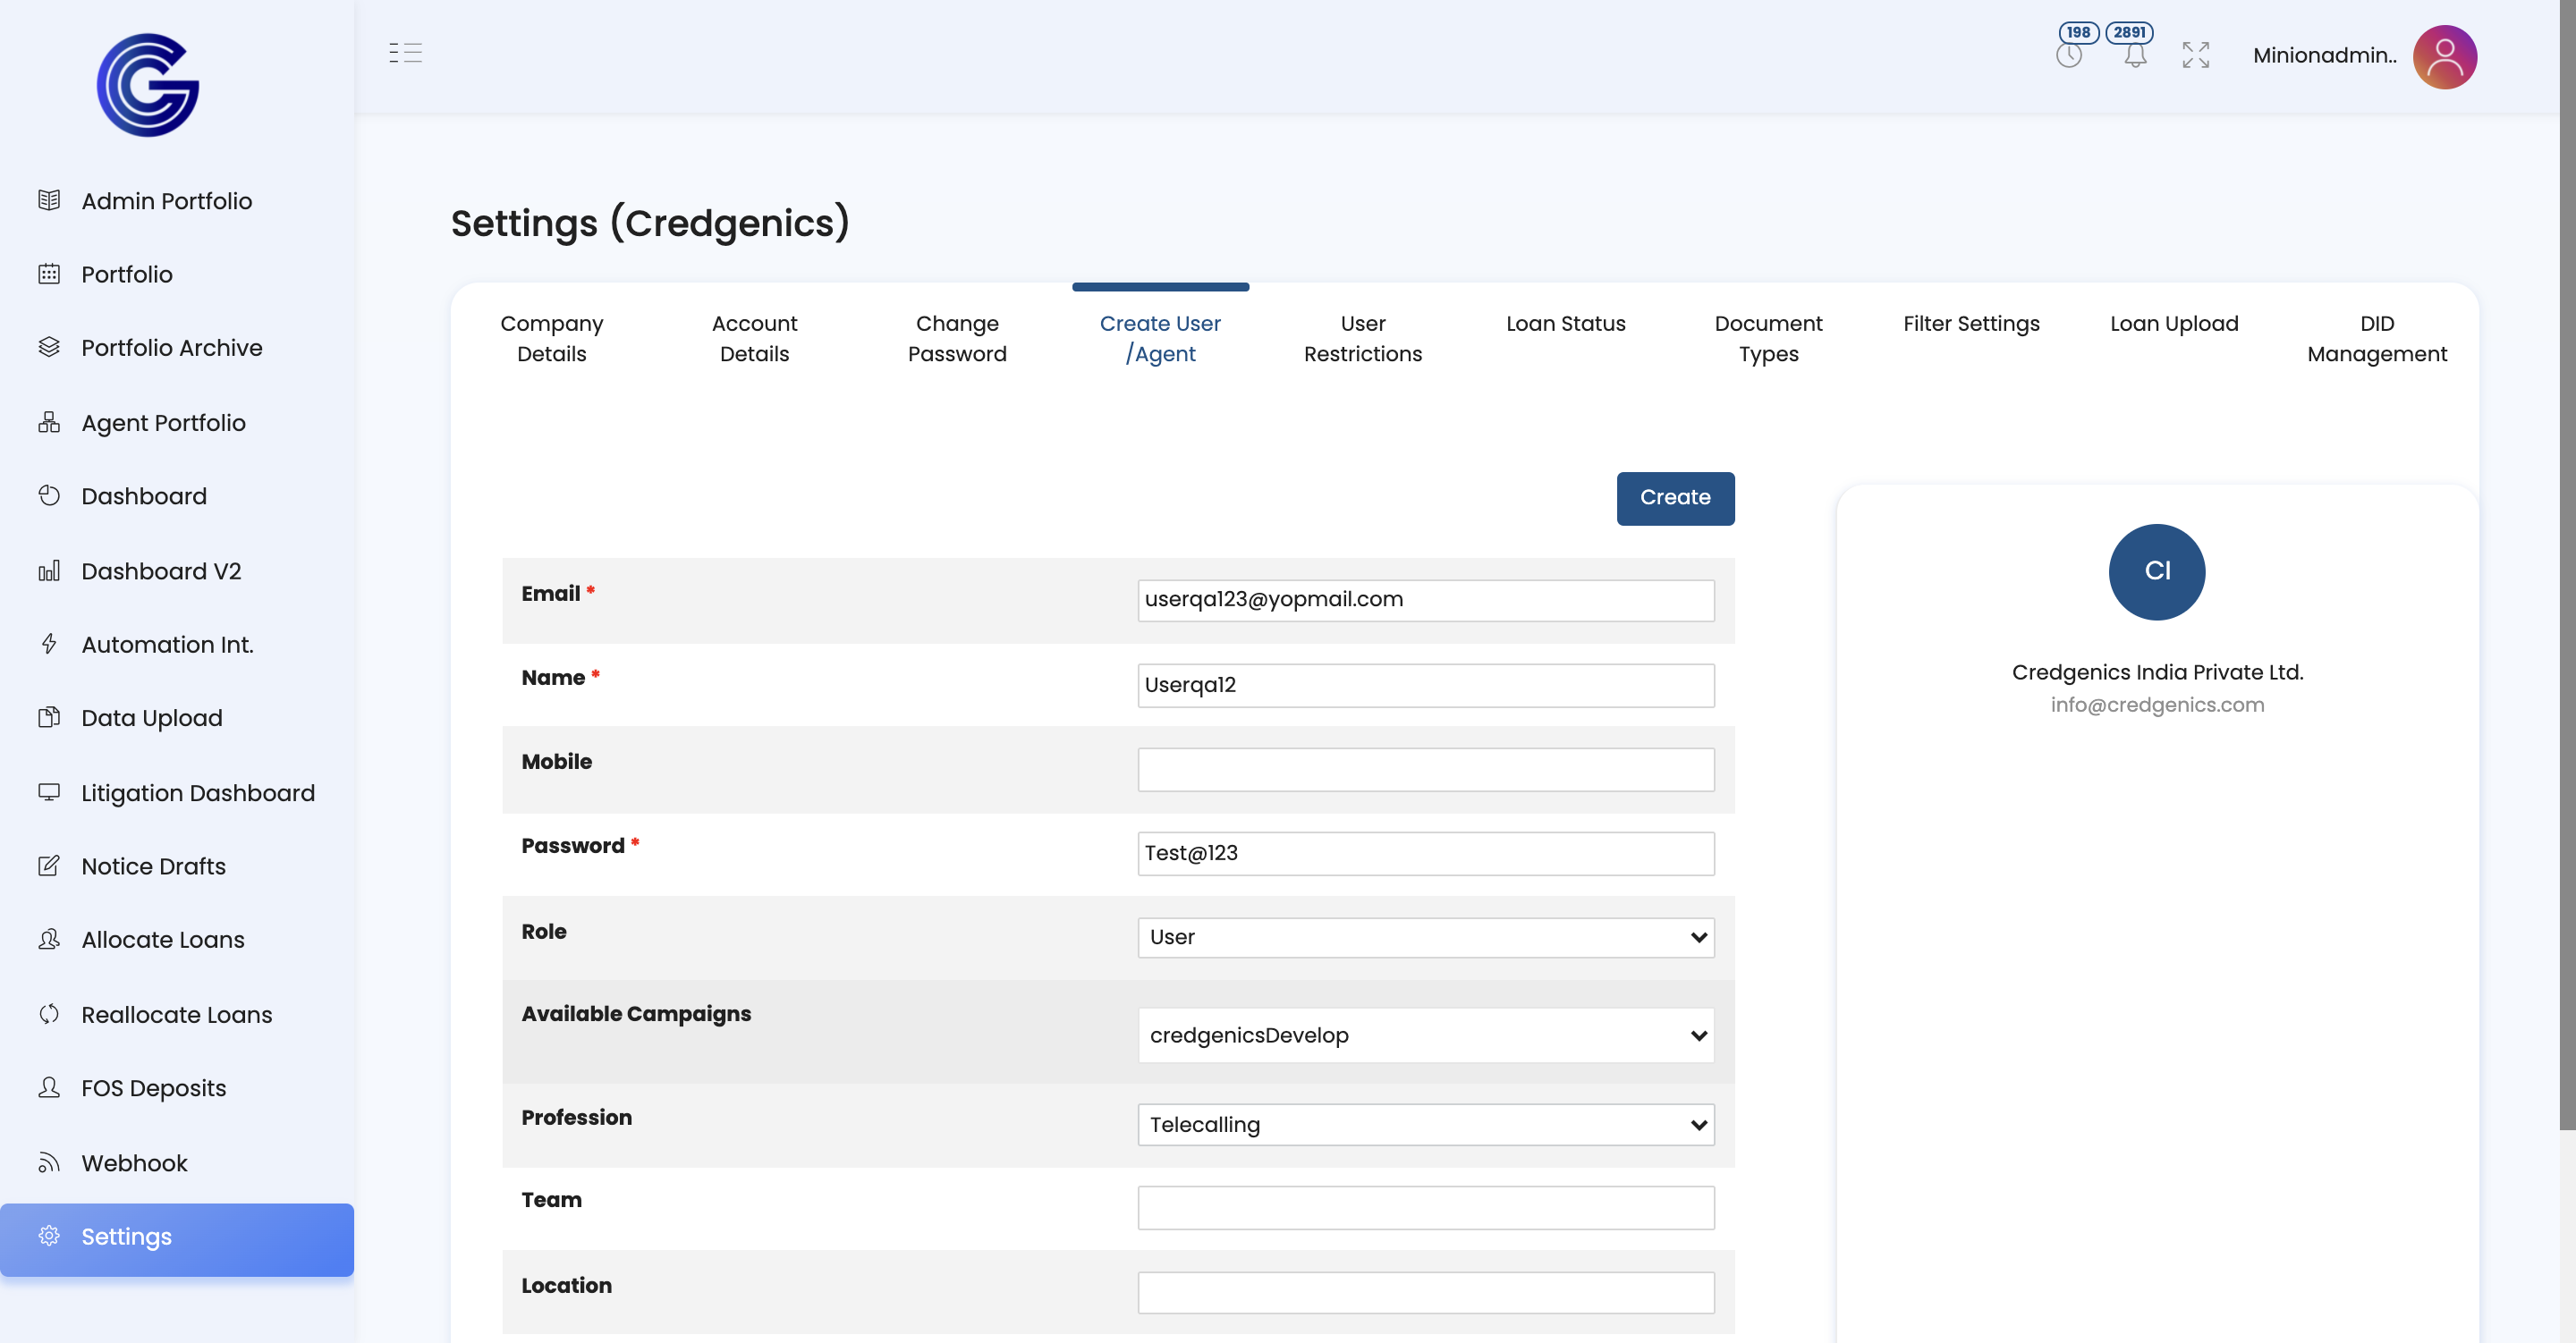 198
2891
Minionadmin..
Admin Portfolio
Portfolio
Portfolio Archive
Agent Portfolio
Dashboard
Dashboard V2
Automation Int.
Data Upload
Litigation Dashboard
Notice Drafts
Allocate Loans
Reallocate Loans
FOS Deposits
Webhook
Settings
Settings (Credgenics)
Company
Details
Account
Details
Change
Password
Create User
/Agent
User
Restrictions
Loan Status
Document
Types
Filter Settings
Loan Upload
DID
Management
Create
Email *
userqa123@yopmail.com
Name *
Userqa12
Mobile
Password *
Test@123
Role
User
Available Campaigns
credgenicsDevelop
Profession
Telecalling
Team
Location
CI
Credgenics India Private Ltd.
info@credgenics.com